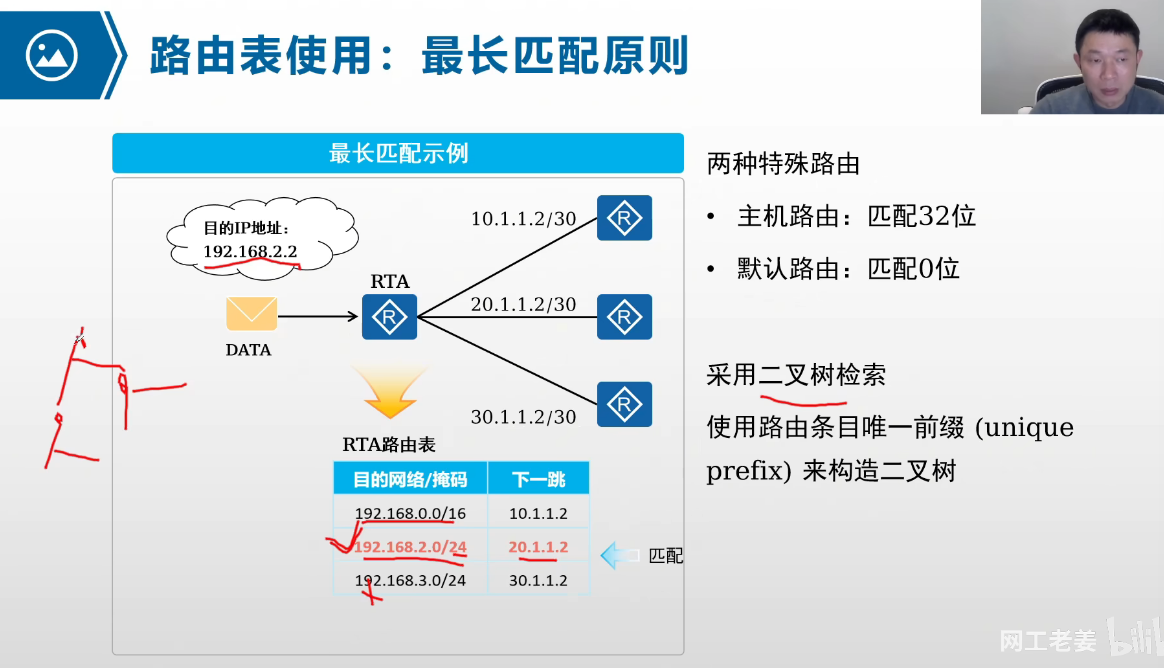 路由表使用：最长匹配原则
最长匹配示例
目的IP地址：
192.168.2.2
DATA
RTA
R
10.1.1.2/30
R
20.1.1.2/30
R
30.1.1.2/30
R
RTA路由表
目的网络/掩码 下一跳
192.168.0.0/16 10.1.1.2
192.168.2.0/24 20.1.1.2
192.168.3.0/24 30.1.1.2
匹配
两种特殊路由
• 主机路由：匹配32位
• 默认路由：匹配0位
采用二叉树检索
使用路由条目唯一前缀 (unique
prefix) 来构造二叉树
网工老姜